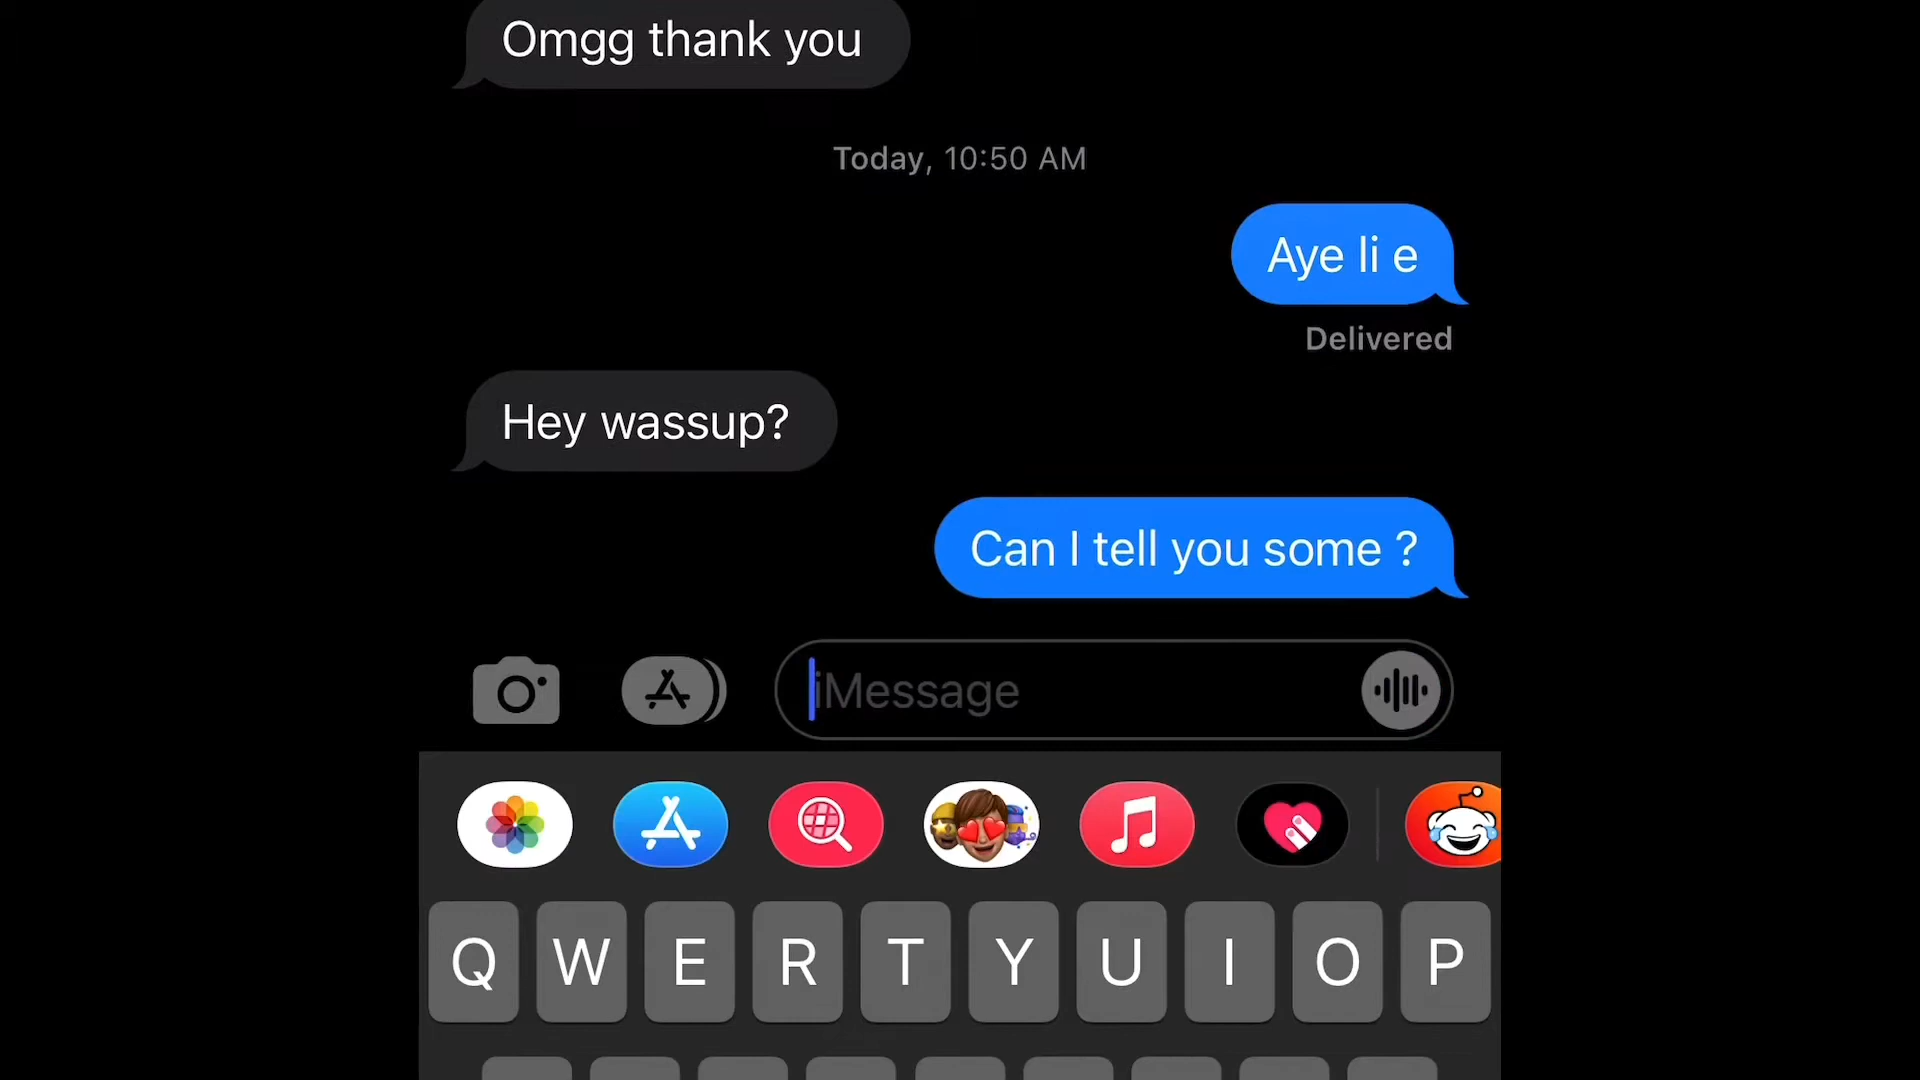 Omgg thank you
Today, 10:50 AM
Aye li e
Delivered
Hey wassup?
Can I tell you some ?
iMessage
Q W E R T Y U I O P